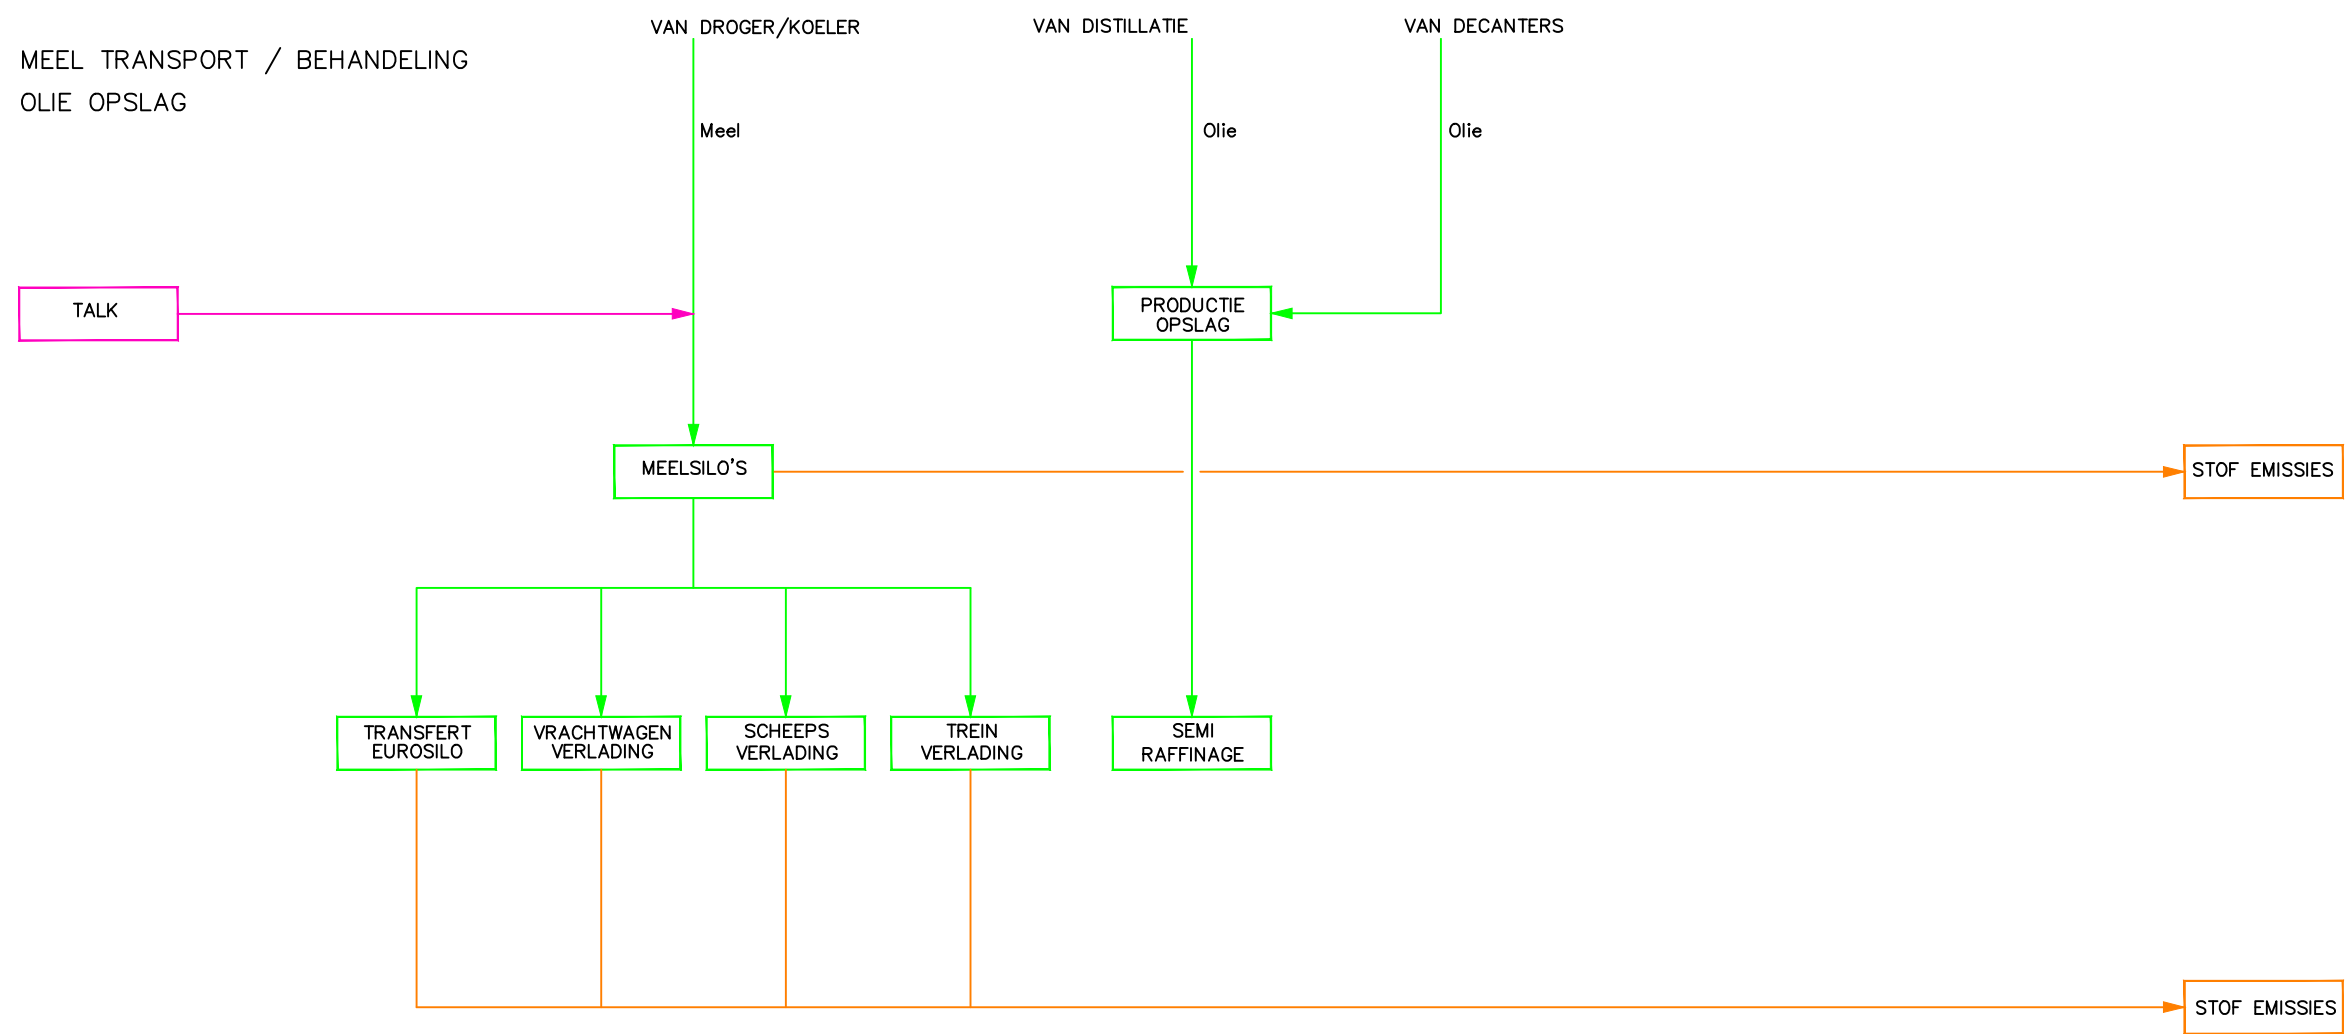 MEEL TRANSPORT / BEHANDELING
OLIE OPSLAG
VAN DROGER/KOELER
VAN DISTILLATIE
VAN DECANTERS
Meel
Olie
Olie
TALK
PRODUCTIE
OPSLAG
MEELSILO'S
STOF EMISSIES
TRANSFERT
EUROSILO
VRACHTWAGEN
VERLADING
SCHEEPS
VERLADING
TREIN
VERLADING
SEMI
RAFFINAGE
STOF EMISSIES